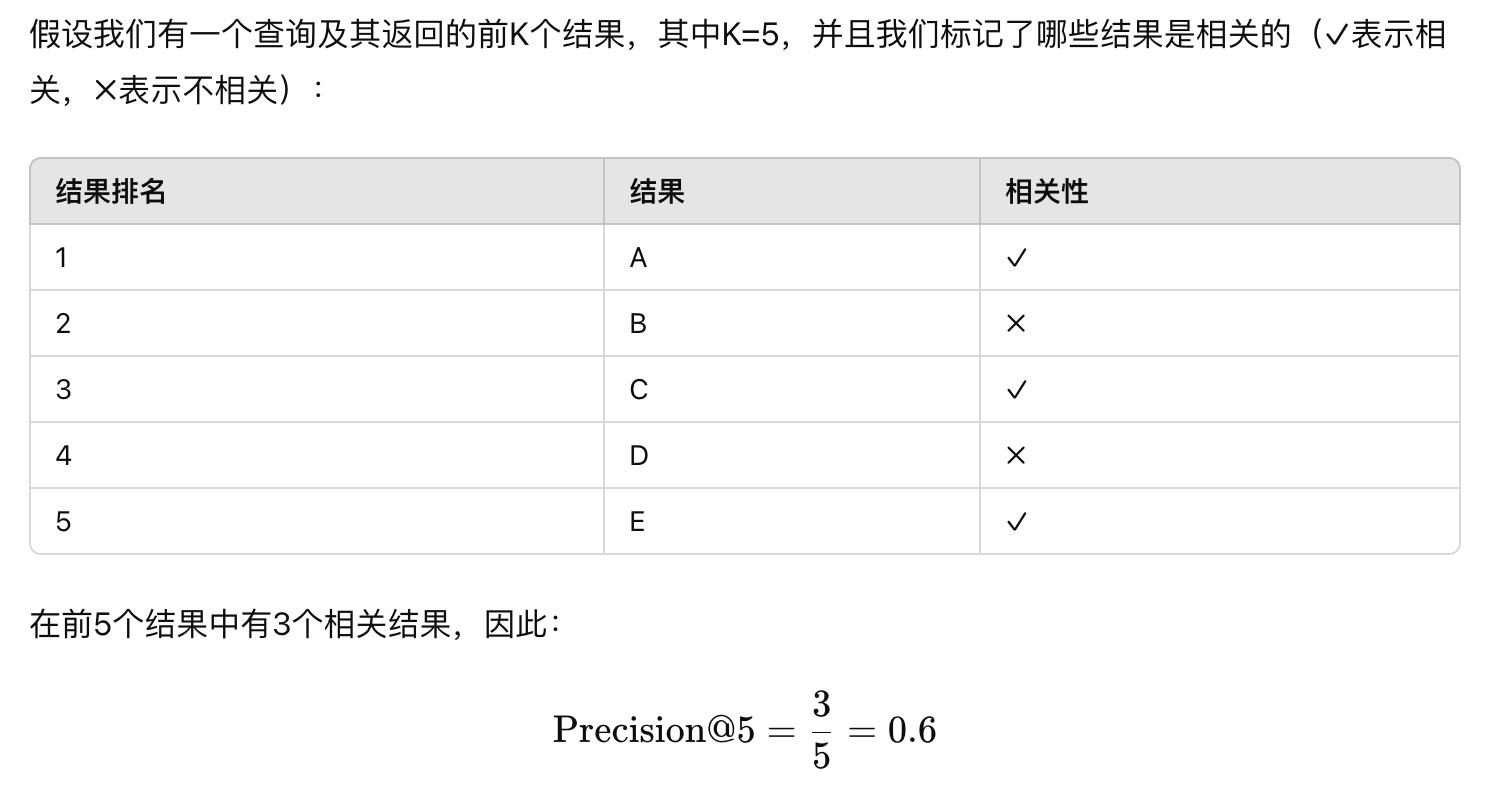 假设我们有一个查询及其返回的前K个结果，其中K=5，并且我们标记了哪些结果是相关的（✓表示相
关，✕表示不相关）：
结果排名 结果 相关性
1 A ✓
2 B ✕
3 C ✓
4 D ✕
5 E ✓
在前5个结果中有3个相关结果，因此：
Precision@5 = 3/5 = 0.6